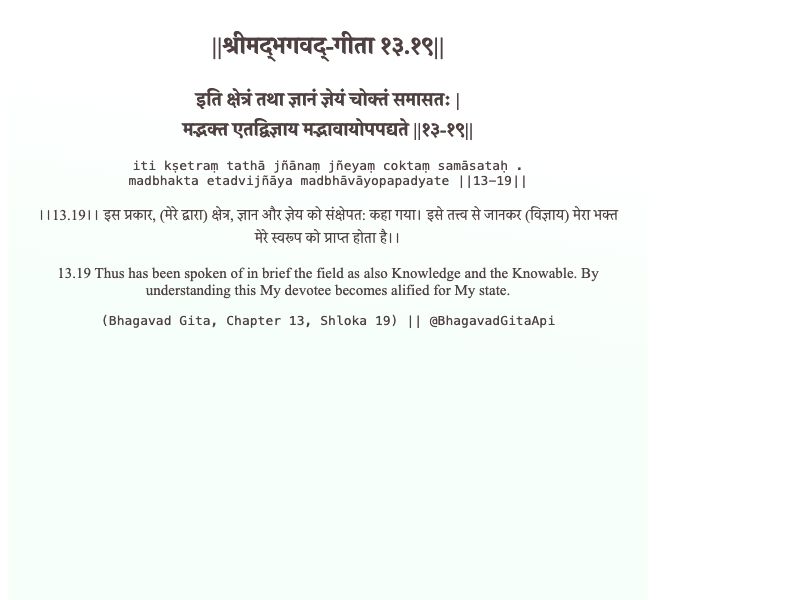 ||श्रीमद्‍भगवद्‍-गीता १३.१९||
इति क्षेत्रं तथा ज्ञानं ज्ञेयं चोक्तं समासतः |
मद्भक्त एतद्विज्ञाय मद्भावायोपपद्यते ||१३-१९||
iti kṣetraṃ tathā jñānaṃ jñeyaṃ coktaṃ samāsataḥ .
madbhakta etadvijñāya madbhāvāyopapadyate ||13-19||
।।13.19।। इस प्रकार, (मेरे द्वारा) क्षेत्र, ज्ञान और ज्ञेय को संक्षेपत: कहा गया। इसे तत्त्व से जानकर (विज्ञाय) मेरा भक्त
मेरे स्वरूप को प्राप्त होता है।।
13.19 Thus has been spoken of in brief the field as also Knowledge and the Knowable. By
understanding this My devotee becomes alified for My state.
(Bhagavad Gita, Chapter 13, Shloka 19) || @BhagavadGitaApi